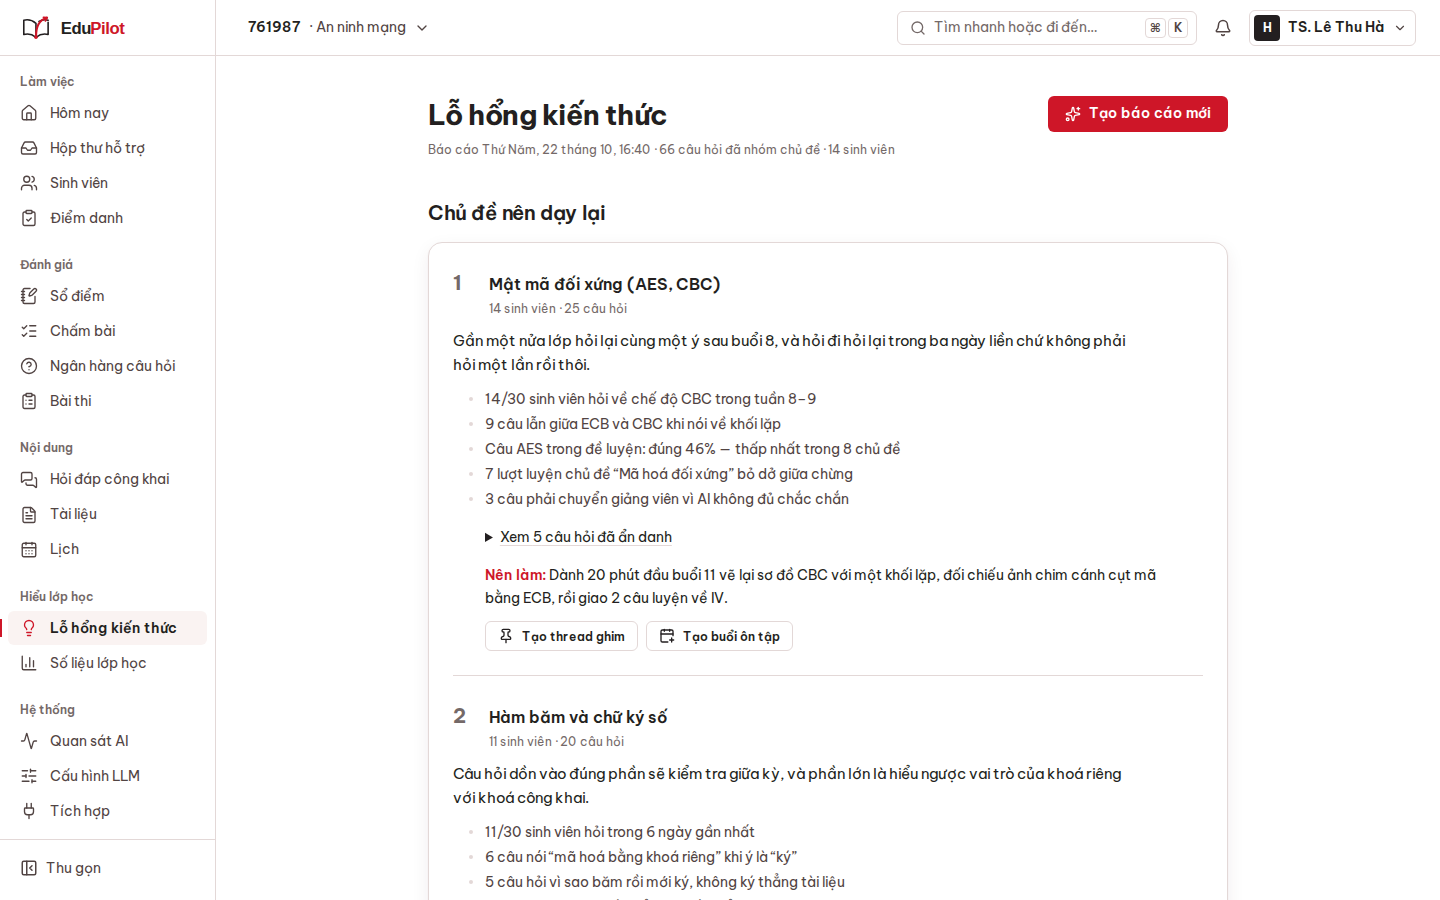 EduPilot
761987 · An ninh mạng
Tìm nhanh hoặc đi đến...
⌘ K
H
TS. Lê Thu Hà
Làm việc
Hôm nay
Hộp thư hỗ trợ
Sinh viên
Điểm danh
Đánh giá
Sổ điểm
Chấm bài
Ngân hàng câu hỏi
Bài thi
Nội dung
Hỏi đáp công khai
Tài liệu
Lịch
Hiểu lớp học
Lỗ hổng kiến thức
Số liệu lớp học
Hệ thống
Quan sát AI
Cấu hình LLM
Tích hợp
Thu gọn
Lỗ hổng kiến thức
Tạo báo cáo mới
Báo cáo Thứ Năm, 22 tháng 10, 16:40 · 66 câu hỏi đã nhóm chủ đề · 14 sinh viên
Chủ đề nên dạy lại
1
Mật mã đối xứng (AES, CBC)
14 sinh viên · 25 câu hỏi
Gần một nửa lớp hỏi lại cùng một ý sau buổi 8, và hỏi đi hỏi lại trong ba ngày liền chứ không phải
hỏi một lần rồi thôi.
14/30 sinh viên hỏi về chế độ CBC trong tuần 8–9
9 câu lẫn giữa ECB và CBC khi nói về khối lặp
Câu AES trong đề luyện: đúng 46% — thấp nhất trong 8 chủ đề
7 lượt luyện chủ đề “Mã hoá đối xứng” bỏ dở giữa chừng
3 câu phải chuyển giảng viên vì AI không đủ chắc chắn
Xem 5 câu hỏi đã ẩn danh
Nên làm: Dành 20 phút đầu buổi 11 vẽ lại sơ đồ CBC với một khối lặp, đối chiếu ảnh chim cánh cụt mã
bằng ECB, rồi giao 2 câu luyện về IV.
Tạo thread ghim
Tạo buổi ôn tập
2
Hàm băm và chữ ký số
11 sinh viên · 20 câu hỏi
Câu hỏi dồn vào đúng phần sẽ kiểm tra giữa kỳ, và phần lớn là hiểu ngược vai trò của khoá riêng
với khoá công khai.
11/30 sinh viên hỏi trong 6 ngày gần nhất
6 câu nói “mã hoá bằng khoá riêng” khi ý là “ký”
5 câu hỏi vì sao băm rồi mới ký, không ký thẳng tài liệu